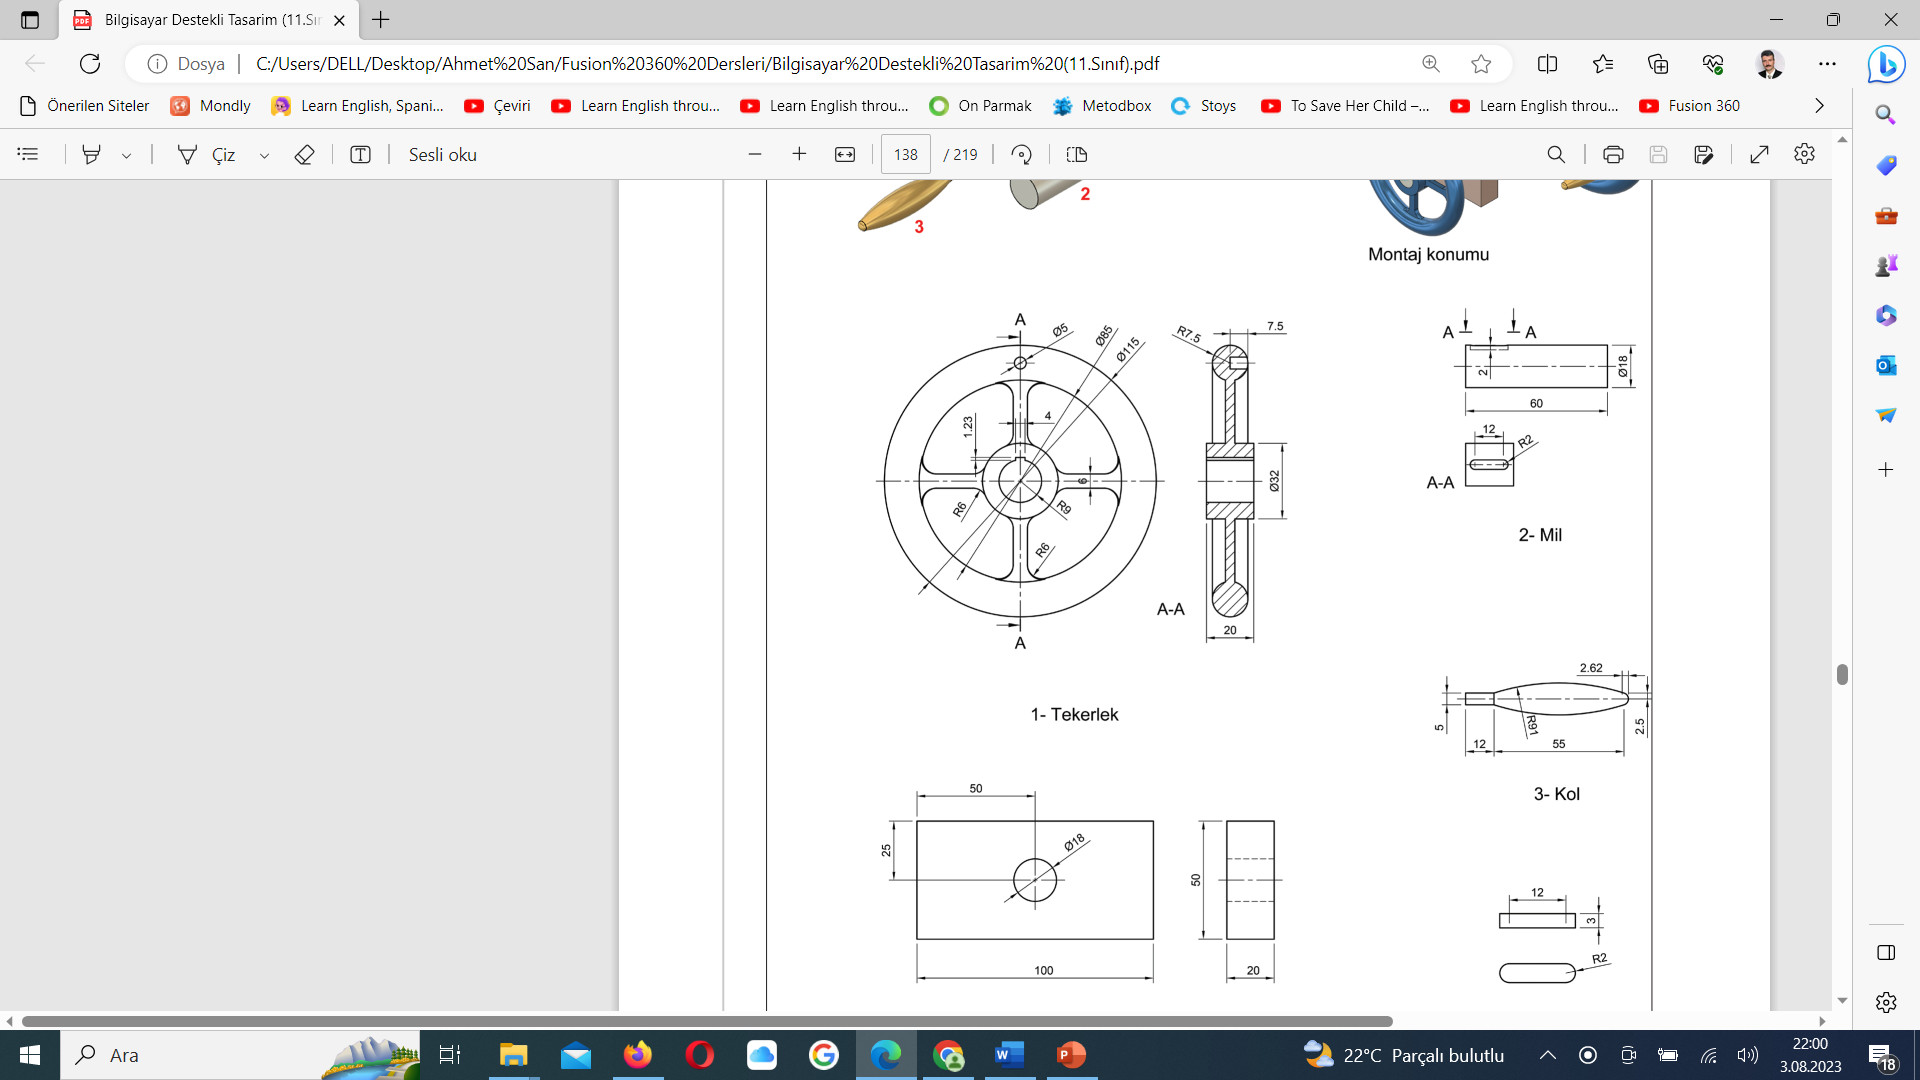 Bilgisayar Destekli Tasarim (11.Sır
Dosya
C:/Users/DELL/Desktop/Ahmet%20San/Fusion%20360%20Dersleri/Bilgisayar%20Destekli%20Tasarim%20(11.Sınıf).pdf
Önerilen Siteler
Mondly
Learn English, Spani...
Çeviri
Learn English throu...
Learn English throu...
On Parmak
Metodbox
Stoys
To Save Her Child –...
Learn English throu...
Fusion 360
Çiz
Sesli oku
138 / 219
2
3
Montaj konumu
A
Ø5
Ø85
Ø115
1.23
4
6
R6
R9
R6
A
R7.5
7.5
Ø32
A-A
20
1- Tekerlek
A
A
2
Ø18
60
12
R2
A-A
2- Mil
2.62
5
R91
2.5
12
55
3- Kol
50
25
Ø18
100
50
20
12
3
R2
Ara
22°C Parçalı bulutlu
22:00
3.08.2023
18